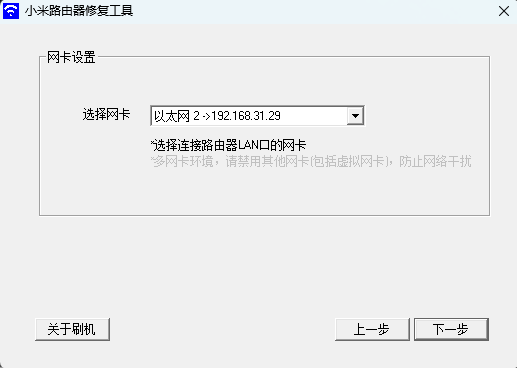 小米路由器修复工具
网卡设置
选择网卡
以太网 2 ->192.168.31.29
*选择连接路由器LAN口的网卡
*多网卡环境，请禁用其他网卡(包括虚拟网卡)，防止网络干扰
关于刷机
上一步
下一步